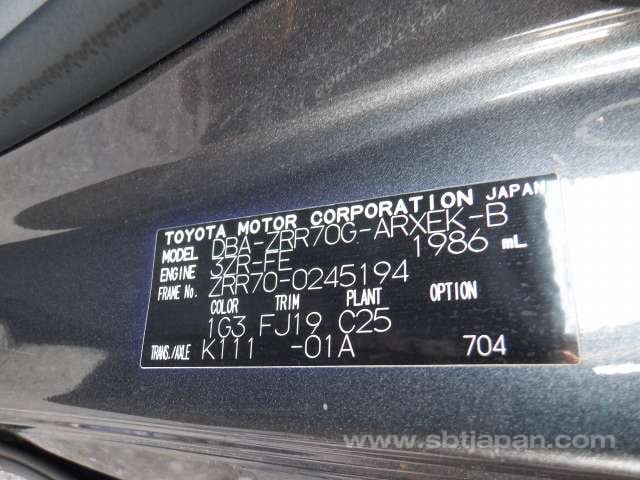 TOYOTA MOTOR CORPORATION JAPAN
MODEL DBA-ZRR70G-ARXEK-B
ENGINE 3ZR-FE 1986 mL
FRAME No. ZRR70-0245194
COLOR TRIM PLANT OPTION
1G3 FJ19 C25
TRANS./AXLE K111 -01A 704
www.sbtjapan.com